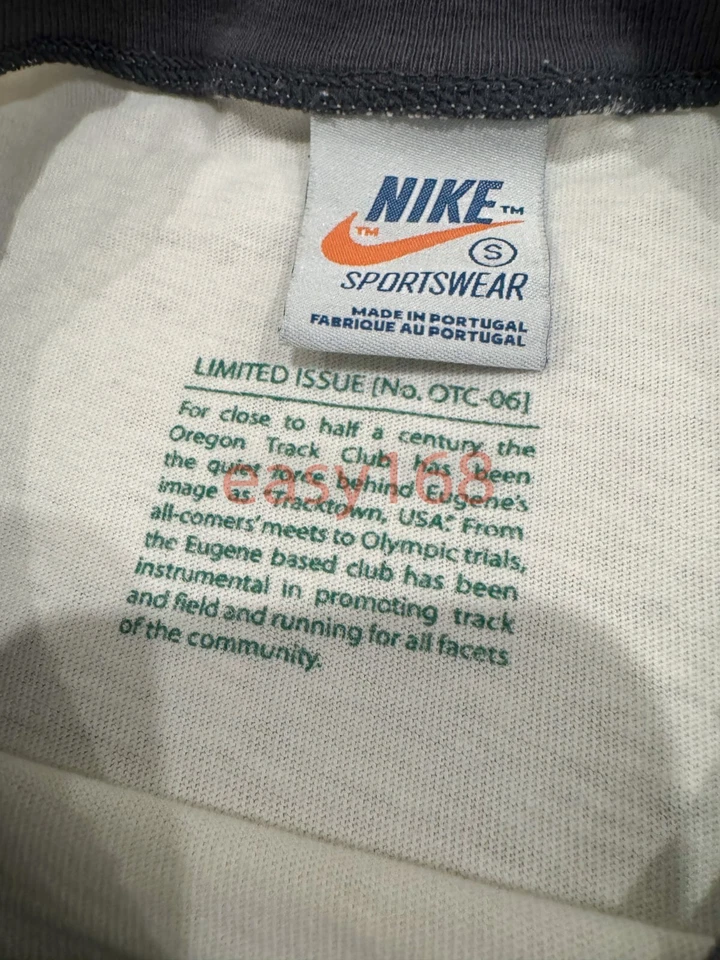 NIKE™
™
S
SPORTSWEAR
MADE IN PORTUGAL
FABRIQUE AU PORTUGAL
LIMITED ISSUE [No. OTC-06]
For close to half a century, the
Oregon Track Club has been
the quiet force behind Eugene's
image as "Tracktown, USA." From
all-comers' meets to Olympic trials,
the Eugene based club has been
instrumental in promoting track
and field and running for all facets
of the community.
easy168